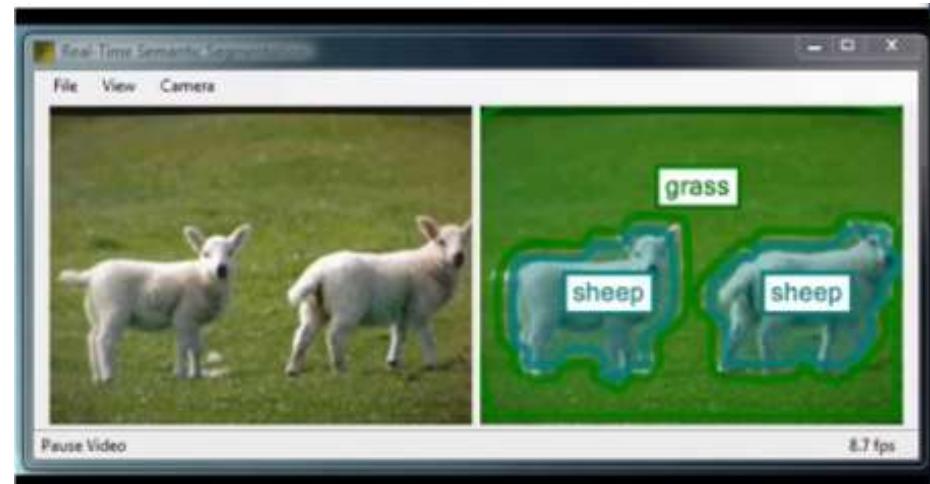 Real-Time Semantic Segmentation
File View Camera
grass
sheep sheep
Pause Video 8.7 fps